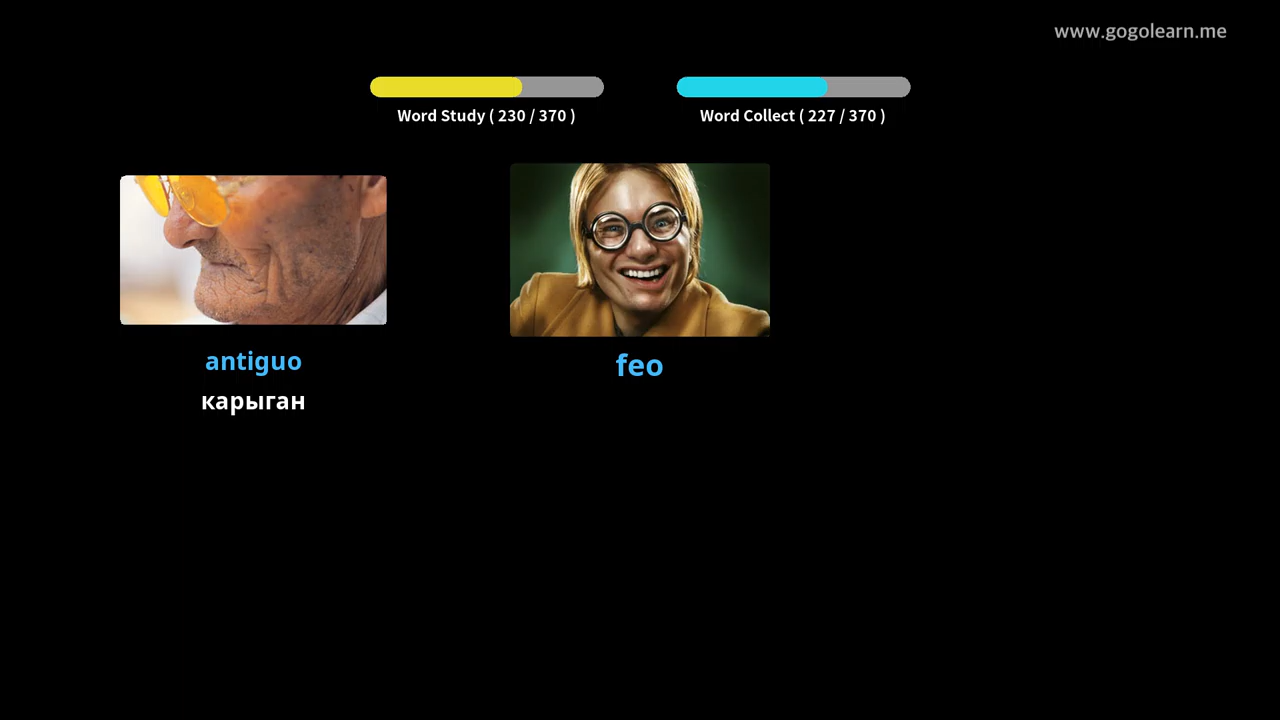 www.gogolearn.me
Word Study ( 230 / 370 )
Word Collect ( 227 / 370 )
antiguo
карыган
feo